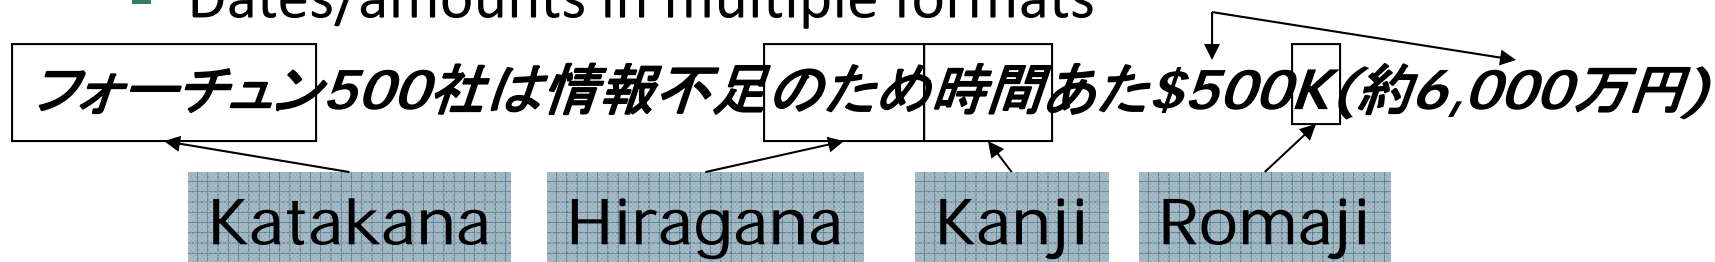 Dates/amounts in multiple formats
フォーチュン500社は情報不足のため時間あた$500K(約6,000万円)
Katakana Hiragana Kanji Romaji